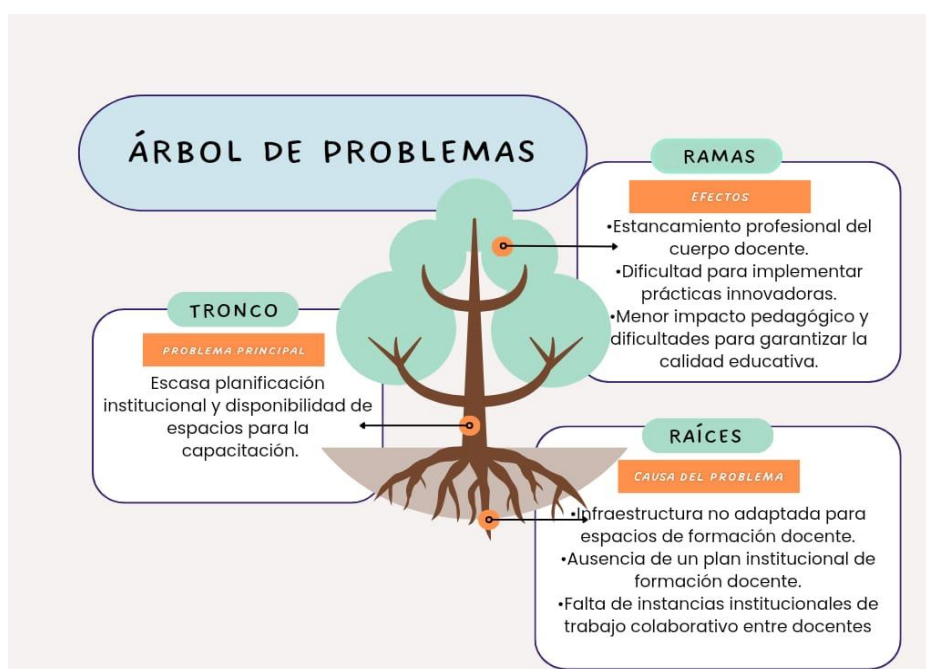 ÁRBOL DE PROBLEMAS
RAMAS
EFECTOS
•Estancamiento profesional del
cuerpo docente.
•Dificultad para implementar
prácticas innovadoras.
•Menor impacto pedagógico y
dificultades para garantizar la
calidad educativa.
TRONCO
PROBLEMA PRINCIPAL
Escasa planificación
institucional y disponibilidad de
espacios para la
capacitación.
RAÍCES
CAUSA DEL PROBLEMA
•Infraestructura no adaptada para
espacios de formación docente.
•Ausencia de un plan institucional de
formación docente.
•Falta de instancias institucionales de
trabajo colaborativo entre docentes